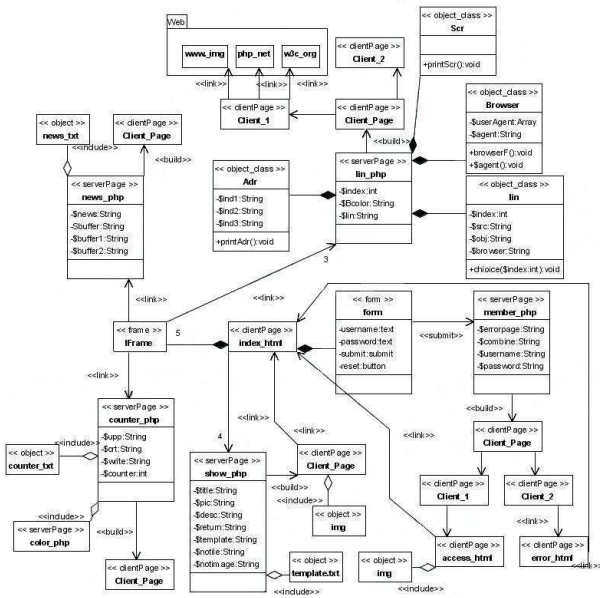 Web
www_img
php_net
w3c_org
<<link>>
<<link>>
<<link>>
<< clientPage >>
Client_1
<< clientPage >>
Client_2
<< clientPage >>
Client_Page
<<build>>
<< object_class >>
Scr
+printScr():void
<< object_class >>
Browser
-$userAgent:Array
-$agent:String
+browserF():void
+$agent():void
<< object >>
news_txt
<<include>>
<< clientPage >>
Client_Page
<<build>>
<< serverPage >>
news_php
-$news:String
-Sbuffer:String
-$buffer1:String
-$buffer2:String
<< object_class >>
Adr
-$ind1:String
-$ind2:String
-$ind3:String
+printAdr():void
<< serverPage >>
lin_php
-$index:int
-$Bcolor:String
-$lin:String
<< object_class >>
lin
-$index:int
-$src:String
-$obj:String
-$browser:String
+chioice($index:int):void
3
<<link>>
<<link>>
<< frame >>
IFrame
5
<< clientPage >>
index_html
<< form >>
form
-username:text
-password:text
-submit:submit
-reset:button
<<submit>>
<< serverPage >>
member_php
-$errorpage:String
-$combine:String
-$username:String
-$password:String
<<link>>
<<build>>
<< serverPage >>
counter_php
-$upp:String
-$crt:String
-$write:String
-$counter:int
<< object >>
counter_txt
<<include>>
<<include>>
<< serverPage >>
color_php
<<build>>
<< clientPage >>
Client_Page
4
<<link>>
<<link>>
<< serverPage >>
show_php
-$title:String
-$pic:String
-$desc:String
-$return:String
-$template:String
-$notile:String
-$notimage:String
<<build>>
<< clientPage >>
Client_Page
<<include>>
<< object >>
img
<< object >>
template.txt
<<link>>
<< clientPage >>
Client_Page
<< clientPage >>
Client_1
<< clientPage >>
Client_2
<<link>>
<< object >>
img
<< clientPage >>
access_html
<< clientPage >>
error_html
<<link>>